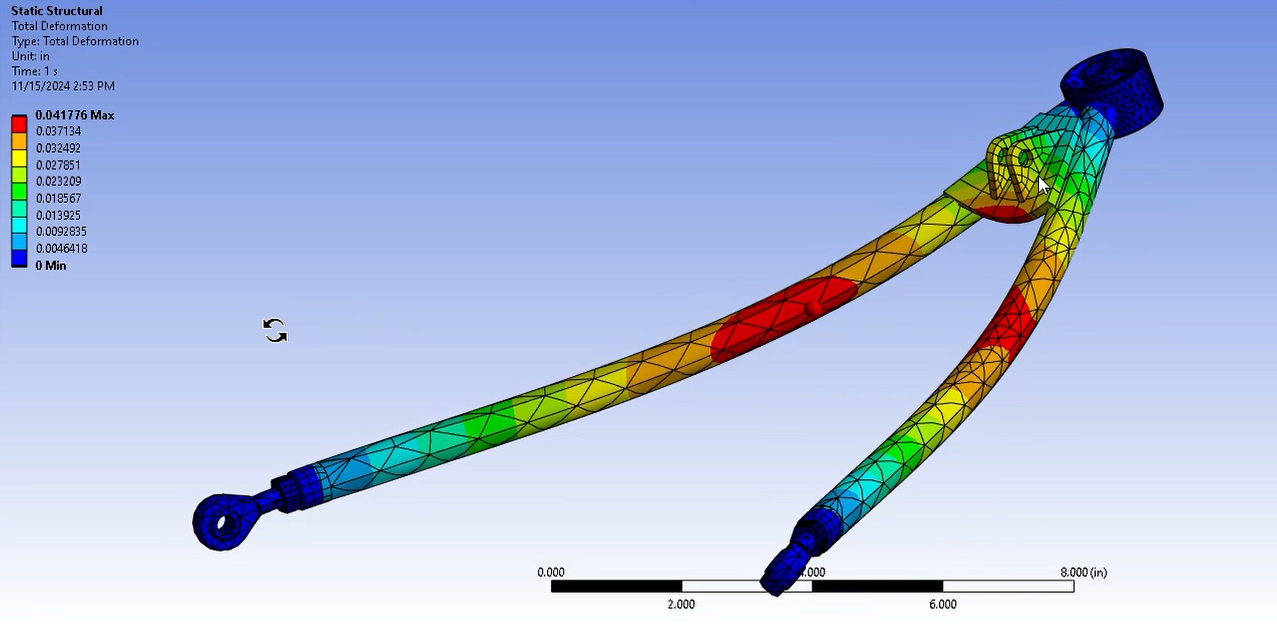 Static Structural
Total Deformation
Type: Total Deformation
Unit: in
Time: 1 s
11/15/2024 2:53 PM
0.041776 Max
0.037134
0.032492
0.027851
0.023209
0.018567
0.013925
0.0092835
0.0046418
0 Min
0.000 4.000 8.000 (in)
2.000 6.000